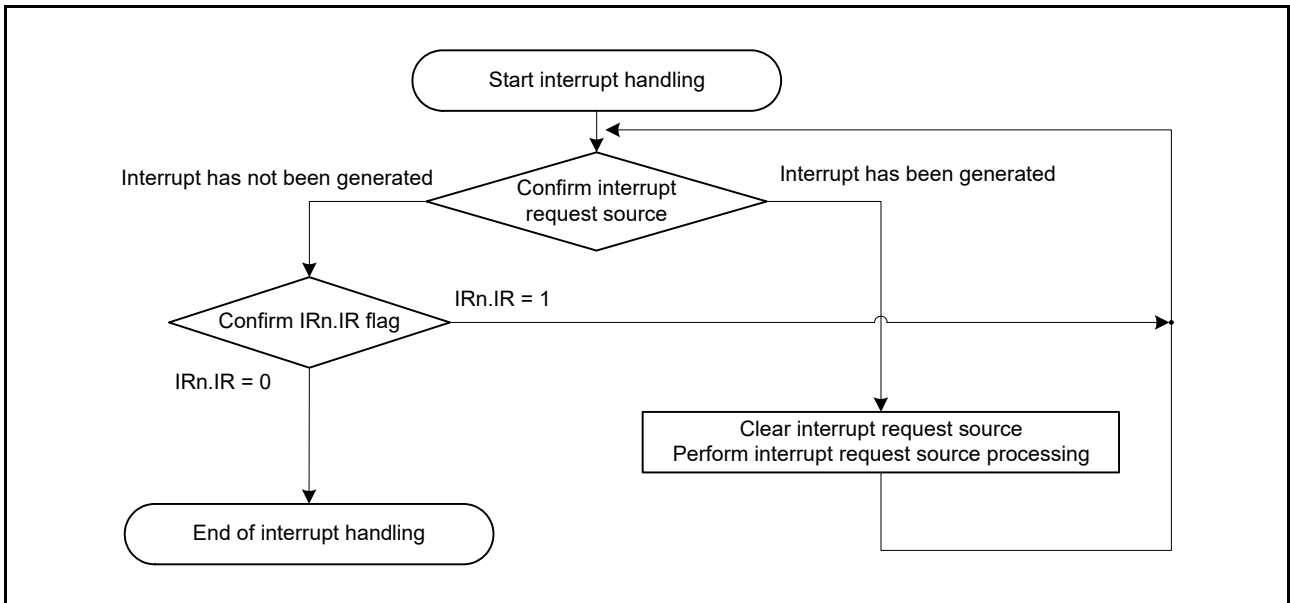 Start interrupt handling
Interrupt has not been generated
Interrupt has been generated
Confirm interrupt
request source
IRn.IR = 1
Confirm IRn.IR flag
IRn.IR = 0
Clear interrupt request source
Perform interrupt request source processing
End of interrupt handling